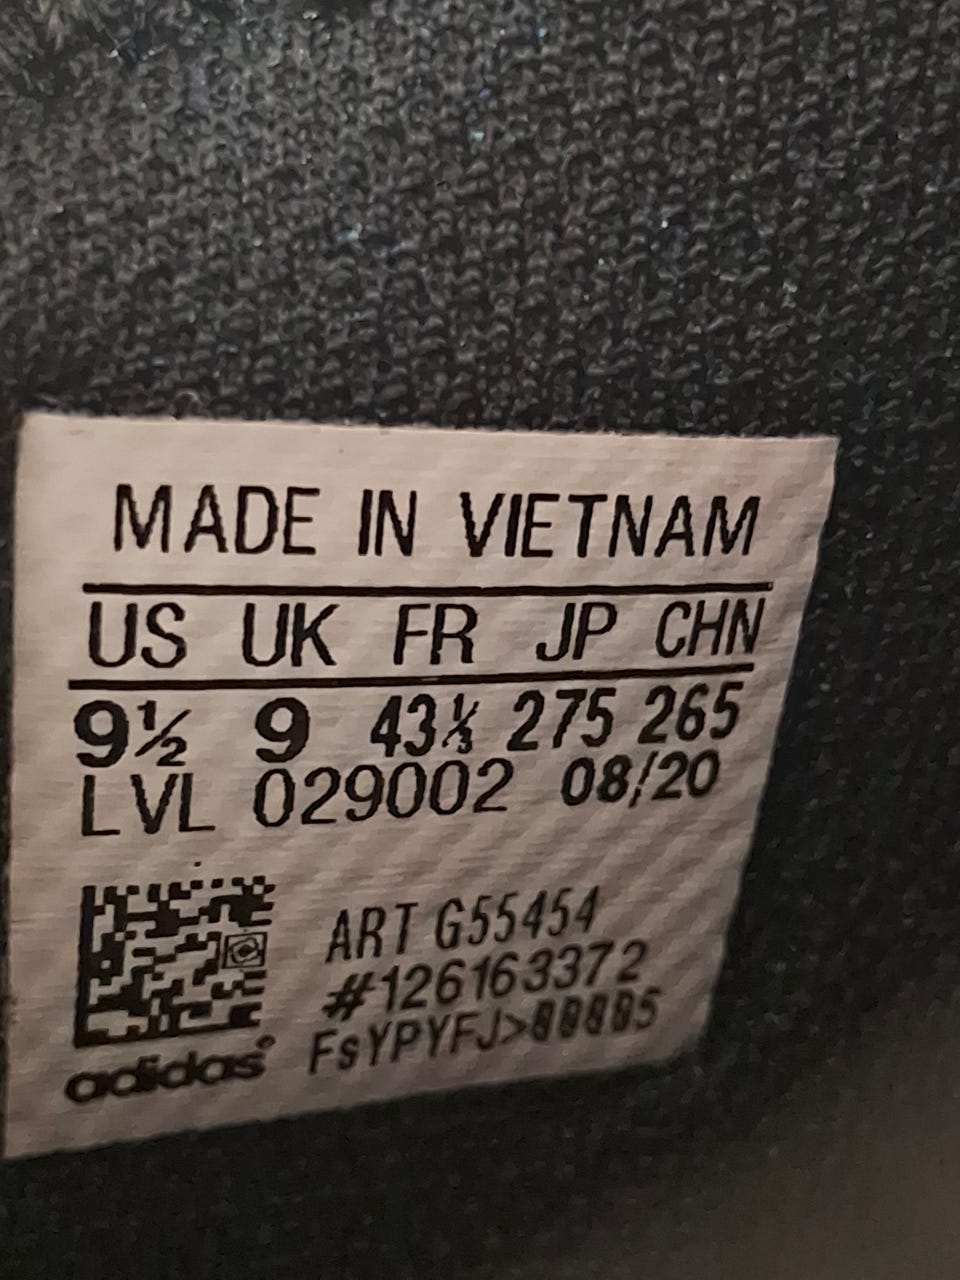 MADE IN VIETNAM
US UK FR JP CHN
9½ 9 43⅓ 275 265
LVL 029002 08/20
ART G55454
#126163372
adidas